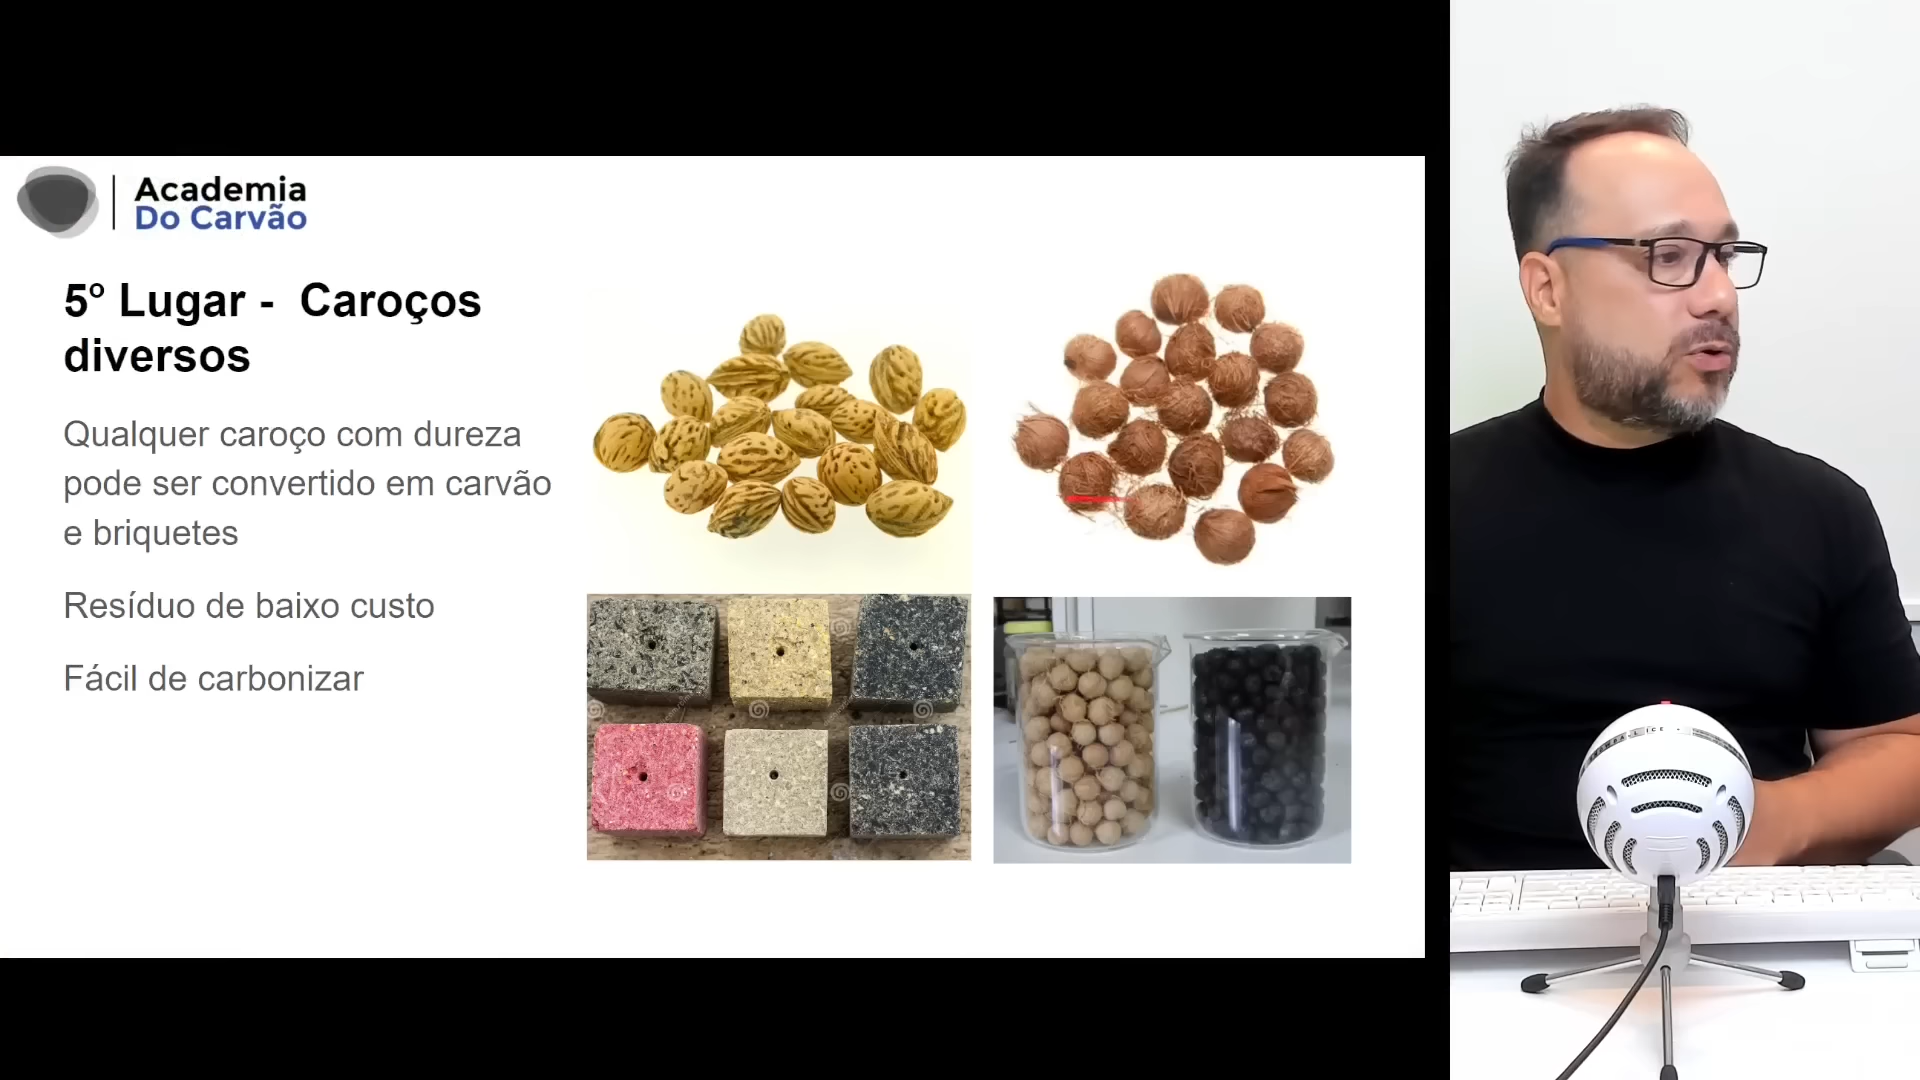 Academia
Do Carvão
5º Lugar - Caroços
diversos
Qualquer caroço com dureza
pode ser convertido em carvão
e briquetes
Resíduo de baixo custo
Fácil de carbonizar